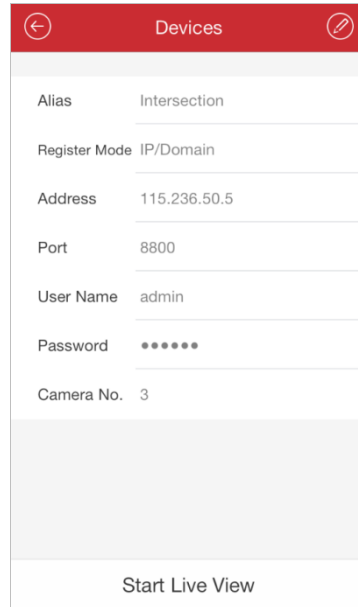 Devices
Alias Intersection
Register Mode IP/Domain
Address 115.236.50.5
Port 8800
User Name admin
Password ●●●●●●
Camera No. 3
Start Live View